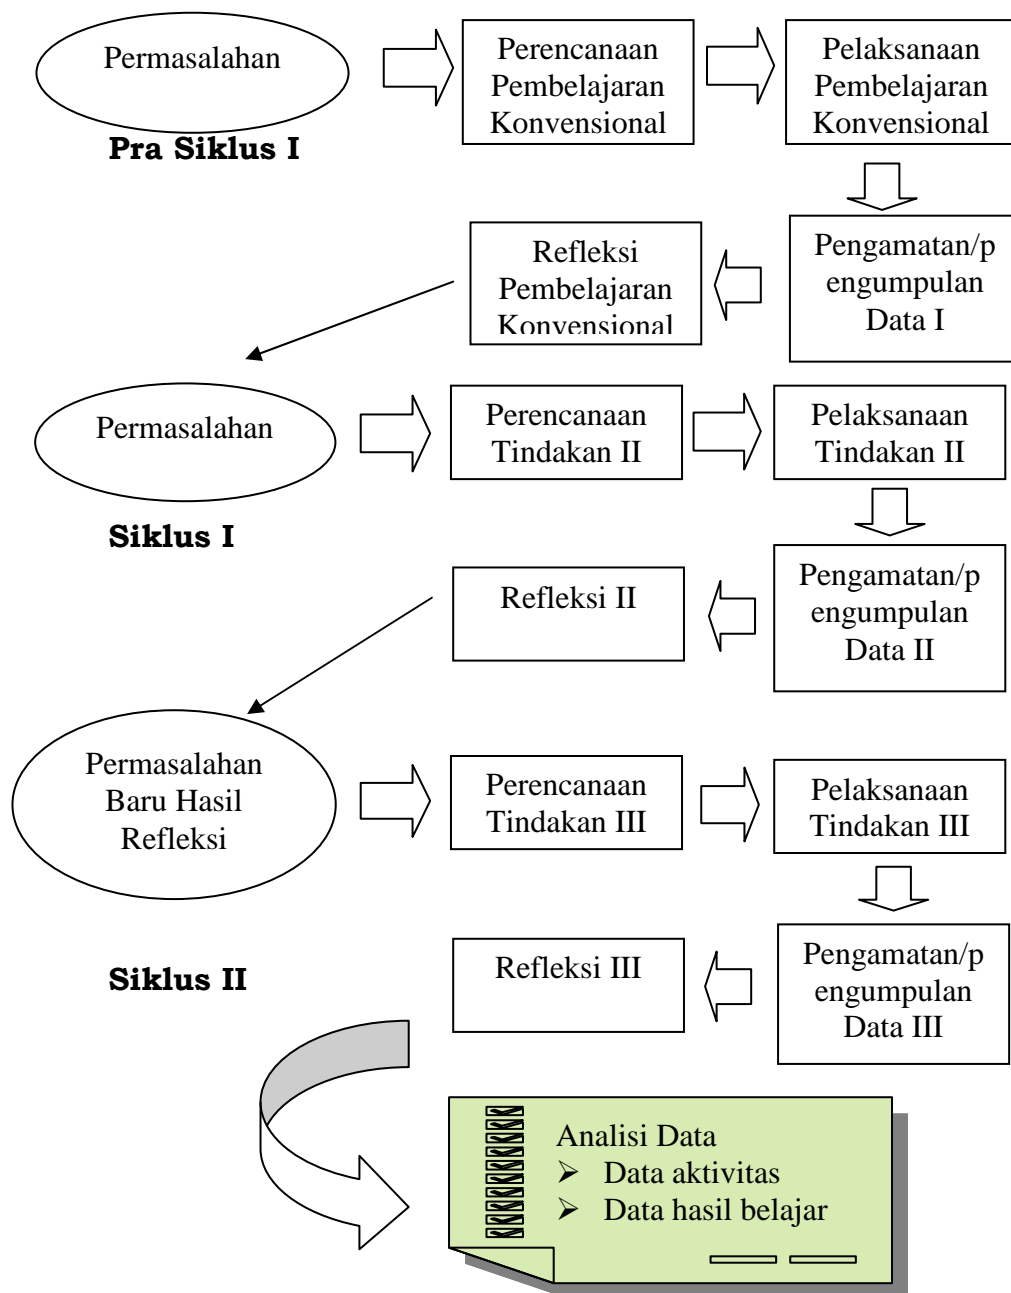 Permasalahan
Perencanaan
Pembelajaran
Konvensional
Pelaksanaan
Pembelajaran
Konvensional
Pra Siklus I
Refleksi
Pembelajaran
Konvensional
Pengamatan/p
engumpulan
Data I
Permasalahan
Perencanaan
Tindakan II
Pelaksanaan
Tindakan II
Siklus I
Refleksi II
Pengamatan/p
engumpulan
Data II
Permasalahan
Baru Hasil
Refleksi
Perencanaan
Tindakan III
Pelaksanaan
Tindakan III
Siklus II
Refleksi III
Pengamatan/p
engumpulan
Data III
Analisi Data
➢ Data aktivitas
➢ Data hasil belajar